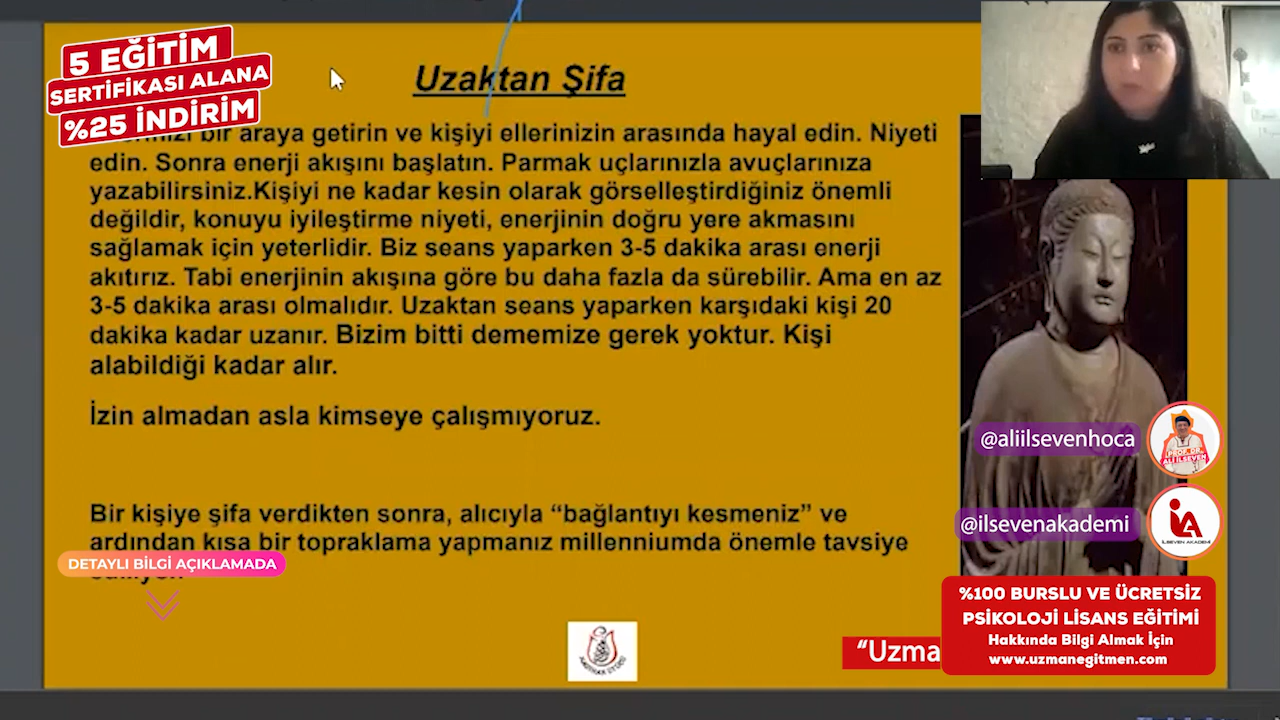 5 EĞİTİM
SERTİFİKASI ALANA
%25 İNDİRİM
Uzaktan Şifa
bir araya getirin ve kişiyi ellerinizin arasında hayal edin. Niyeti
edin. Sonra enerji akışını başlatın. Parmak uçlarınızla avuçlarınıza
yazabilirsiniz.Kişiyi ne kadar kesin olarak görselleştirdiğiniz önemli
değildir, konuyu iyileştirme niyeti, enerjinin doğru yere akmasını
sağlamak için yeterlidir. Biz seans yaparken 3-5 dakika arası enerji
akıtırız. Tabi enerjinin akışına göre bu daha fazla da sürebilir. Ama en az
3-5 dakika arası olmalıdır. Uzaktan seans yaparken karşıdaki kişi 20
dakika kadar uzanır. Bizim bitti dememize gerek yoktur. Kişi
alabildiği kadar alır.
İzin almadan asla kimseye çalışmıyoruz.
Bir kişiye şifa verdikten sonra, alıcıyla “bağlantıyı kesmeniz” ve
ardından kısa bir topraklama yapmanız millenniumda önemle tavsiye
DETAYLI BİLGİ AÇIKLAMADA
@aliilsevenhoca
PROF. DR.
ALİ İLSEVEN
@ilsevenakademi
İLSEVEN AKADEMİ
%100 BURSLU VE ÜCRETSİZ
PSİKOLOJİ LİSANS EĞİTİMİ
Hakkında Bilgi Almak İçin
www.uzmanegitmen.com
“Uzma